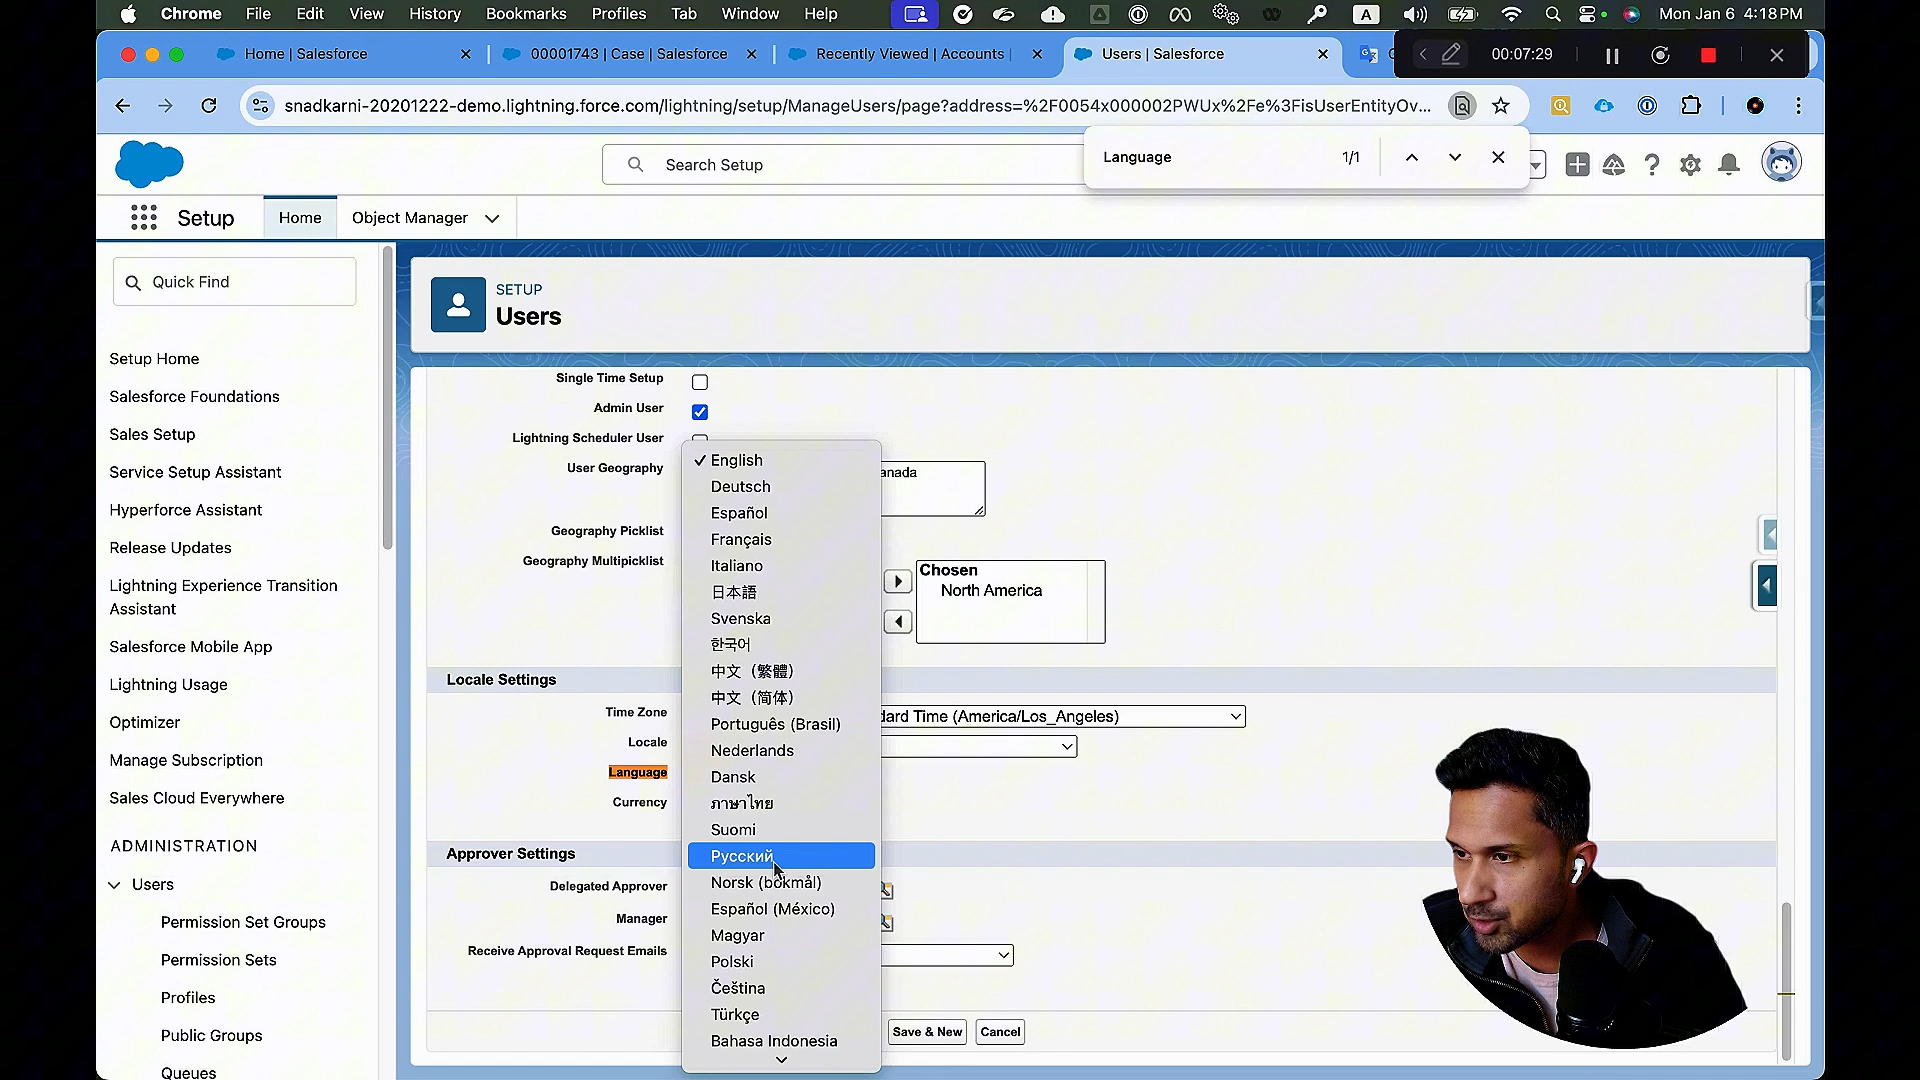 Chrome File Edit View History Bookmarks Profiles Tab Window Help
A
Mon Jan 6 4:18 PM
Home | Salesforce
00001743 | Case | Salesforce
Recently Viewed | Accounts |
Users | Salesforce
00:07:29
snadkarni-20201222-demo.lightning.force.com/lightning/setup/ManageUsers/page?address=%2F0054x000002PWUx%2Fe%3FisUserEntityOv...
Language 1/1
Search Setup
Setup
Home
Object Manager
Quick Find
Setup Home
Salesforce Foundations
Sales Setup
Service Setup Assistant
Hyperforce Assistant
Release Updates
Lightning Experience Transition
Assistant
Salesforce Mobile App
Lightning Usage
Optimizer
Manage Subscription
Sales Cloud Everywhere
ADMINISTRATION
Users
Permission Set Groups
Permission Sets
Profiles
Public Groups
Queues
SETUP
Users
Single Time Setup
Admin User
Lightning Scheduler User
User Geography
anada
Geography Picklist
Geography Multipicklist
Chosen
North America
Locale Settings
Time Zone
dard Time (America/Los_Angeles)
Locale
Language
Currency
Approver Settings
Delegated Approver
Manager
Receive Approval Request Emails
Save & New
Cancel
✓ English
Deutsch
Español
Français
Italiano
日本語
Svenska
한국어
中文（繁體）
中文（简体）
Português (Brasil)
Nederlands
Dansk
ภาษาไทย
Suomi
Русский
Norsk (bokmål)
Español (México)
Magyar
Polski
Čeština
Türkçe
Bahasa Indonesia